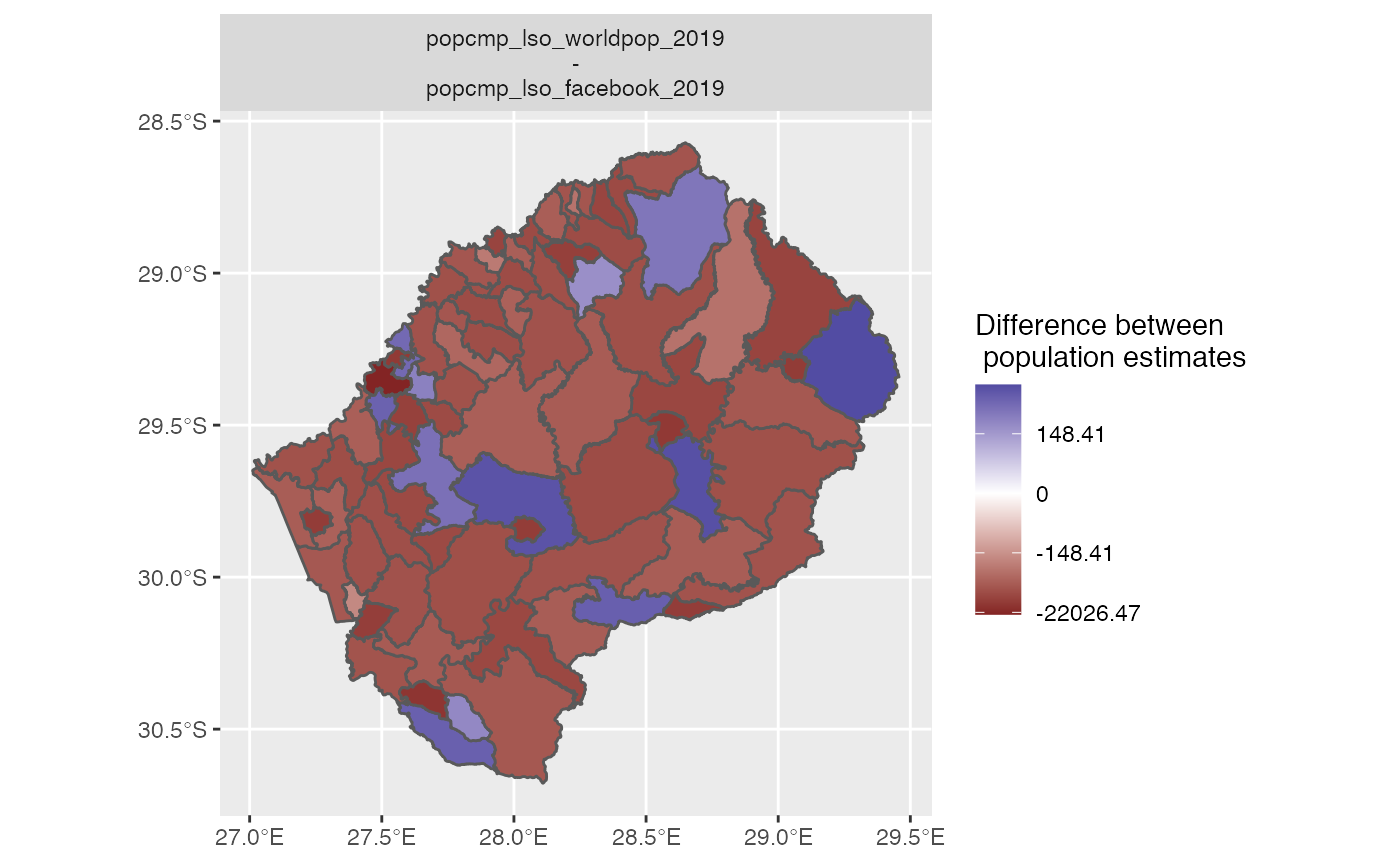 popcmp_lso_worldpop_2019
-
popcmp_lso_facebook_2019
28.5°S
29.0°S
29.5°S
30.0°S
30.5°S
27.0°E
27.5°E
28.0°E
28.5°E
29.0°E
29.5°E
Difference between
population estimates
148.41
0
-148.41
-22026.47